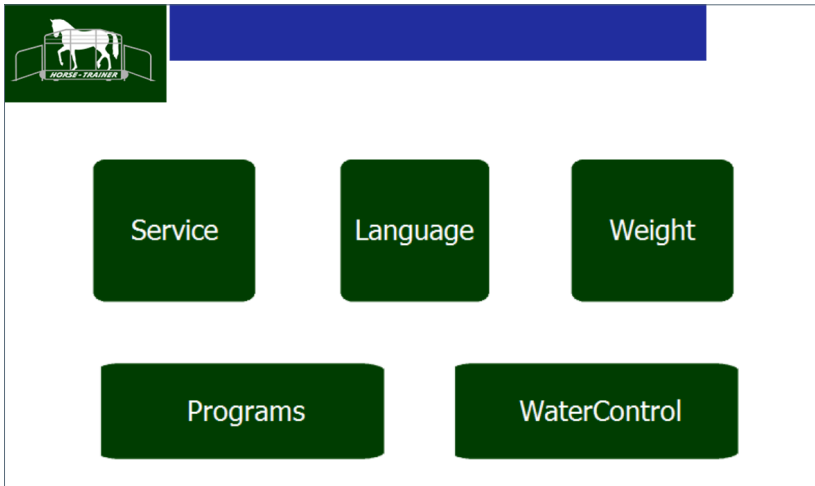 HORSE-TRAINER
Service
Language
Weight
Programs
WaterControl